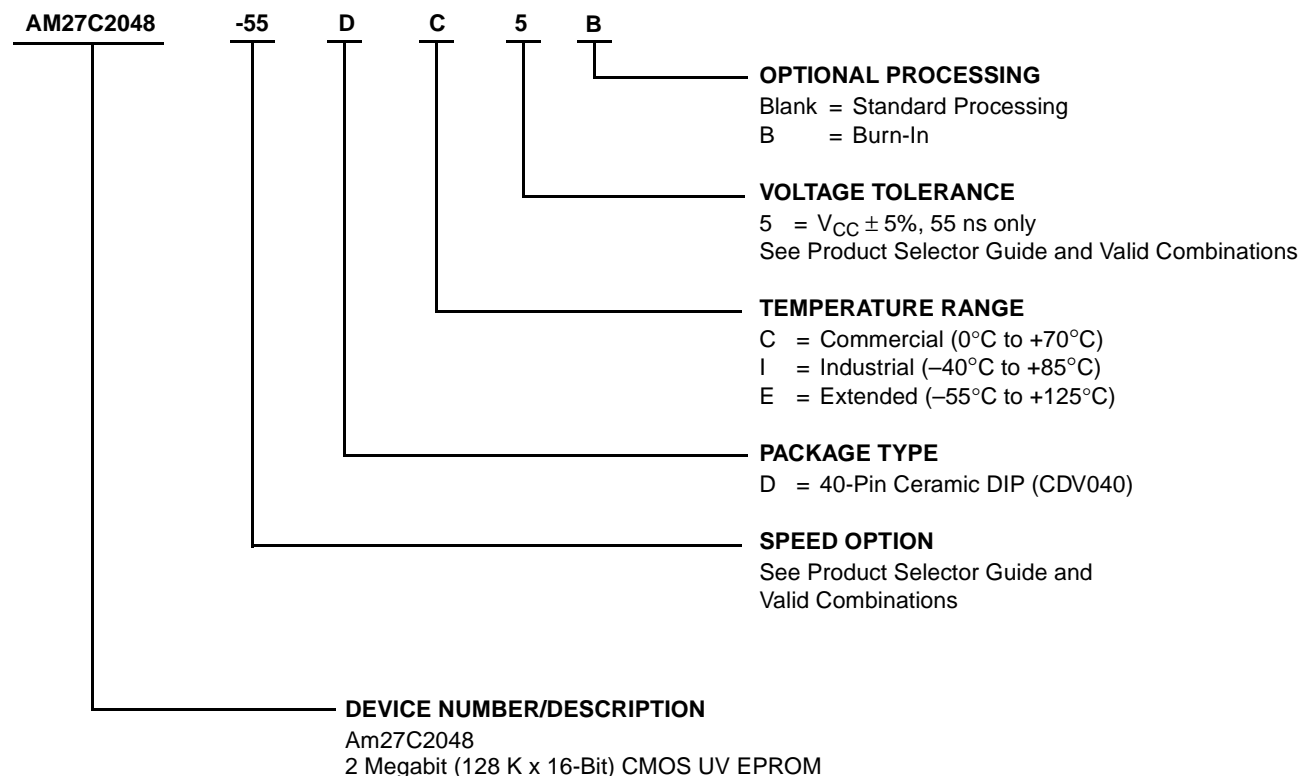 AM27C2048 -55 D C 5 B
OPTIONAL PROCESSING
Blank = Standard Processing
B = Burn-In
VOLTAGE TOLERANCE
5 = VCC ± 5%, 55 ns only
See Product Selector Guide and Valid Combinations
TEMPERATURE RANGE
C = Commercial (0°C to +70°C)
I = Industrial (–40°C to +85°C)
E = Extended (–55°C to +125°C)
PACKAGE TYPE
D = 40-Pin Ceramic DIP (CDV040)
SPEED OPTION
See Product Selector Guide and
Valid Combinations
DEVICE NUMBER/DESCRIPTION
Am27C2048
2 Megabit (128 K x 16-Bit) CMOS UV EPROM